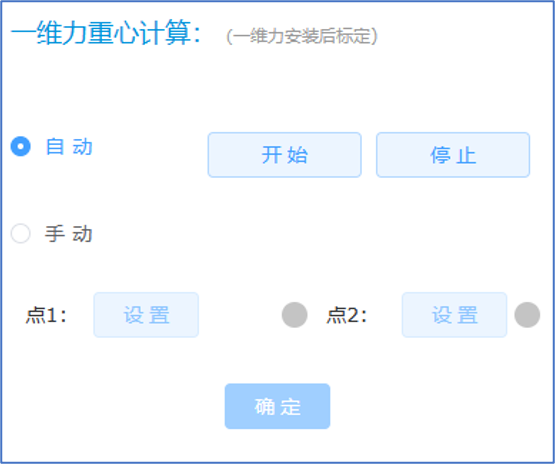 一维力重心计算： （一维力安装后标定）
自动 开始 停止
手动
点1： 设置 点2： 设置
确定